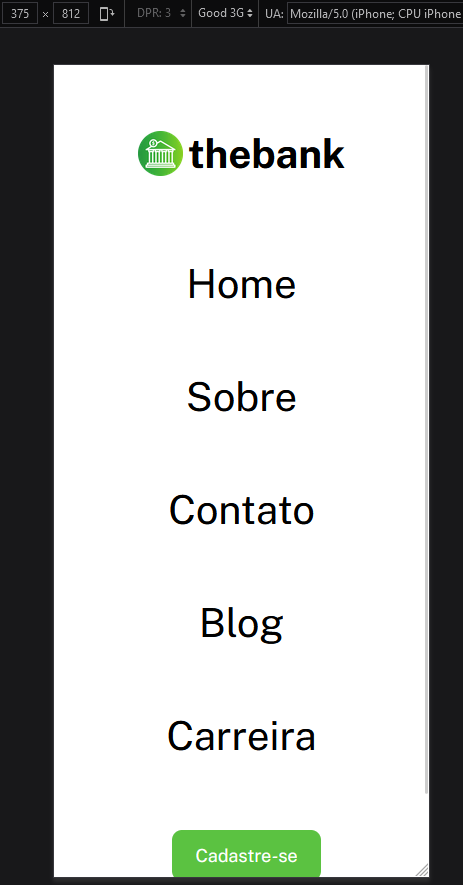 375 × 812 DPR: 3 Good 3G UA: Mozilla/5.0 (iPhone; CPU iPhone
thebank
Home
Sobre
Contato
Blog
Carreira
Cadastre-se